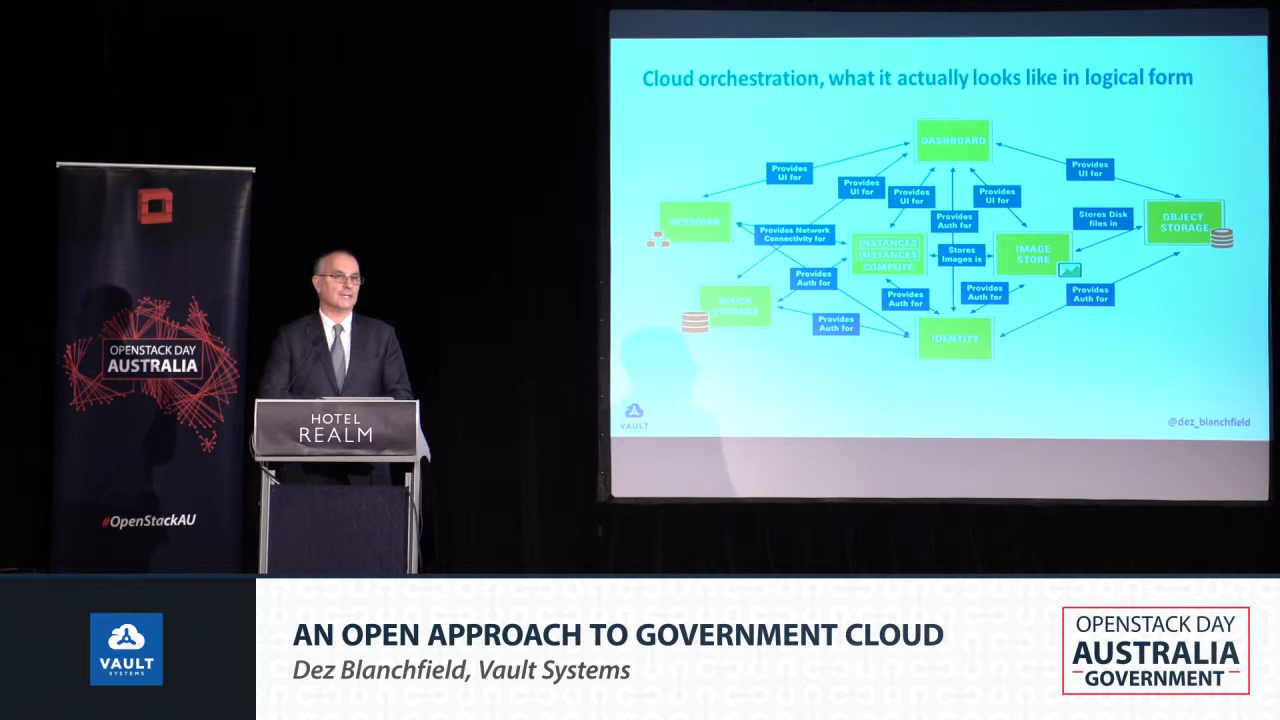 Cloud orchestration, what it actually looks like in logical form
DASHBOARD
Provides
UI for
Provides
UI for
Provides
UI for
Provides
UI for
Provides
UI for
NETWORK
Provides Network
Connectivity for
Provides
Auth for
Stores Disk
files in
OBJECT
STORAGE
INSTANCES
INSTANCES
COMPUTE
Stores
Images in
IMAGE
STORE
Provides
Auth for
Provides
Auth for
Provides
Auth for
Provides
Auth for
BLOCK
STORAGE
Provides
Auth for
IDENTITY
VAULT
@dez_blanchfield
OPENSTACK DAY
AUSTRALIA
#OpenStackAU
HOTEL
REALM
VAULT
SYSTEMS
AN OPEN APPROACH TO GOVERNMENT CLOUD
Dez Blanchfield, Vault Systems
OPENSTACK DAY
AUSTRALIA
GOVERNMENT